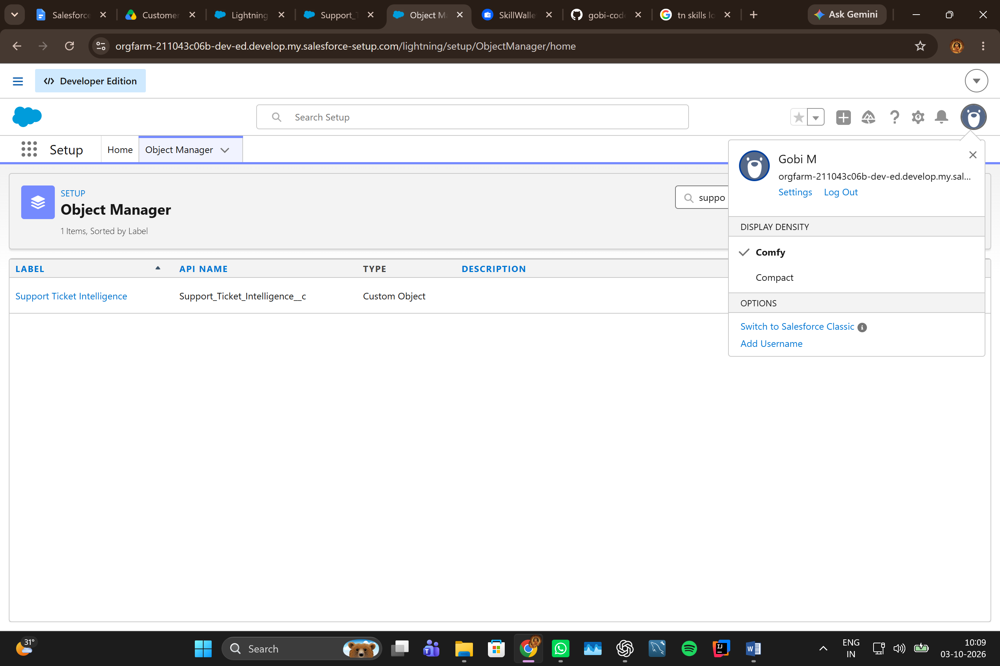 Salesforce
Customer
Lightning
Support_T
Object Ma
SkillWalle
gobi-code
tn skills lo
Ask Gemini
orgfarm-211043c06b-dev-ed.develop.my.salesforce-setup.com/lightning/setup/ObjectManager/home
Developer Edition
Search Setup
Setup
Home
Object Manager
Gobi M
orgfarm-211043c06b-dev-ed.develop.my.sal...
Settings
Log Out
SETUP
Object Manager
1 Items, Sorted by Label
suppo
DISPLAY DENSITY
Comfy
Compact
LABEL
API NAME
TYPE
DESCRIPTION
Support Ticket Intelligence
Support_Ticket_Intelligence__c
Custom Object
OPTIONS
Switch to Salesforce Classic
Add Username
31°
Search
ENG
IN
10:09
03-10-2026